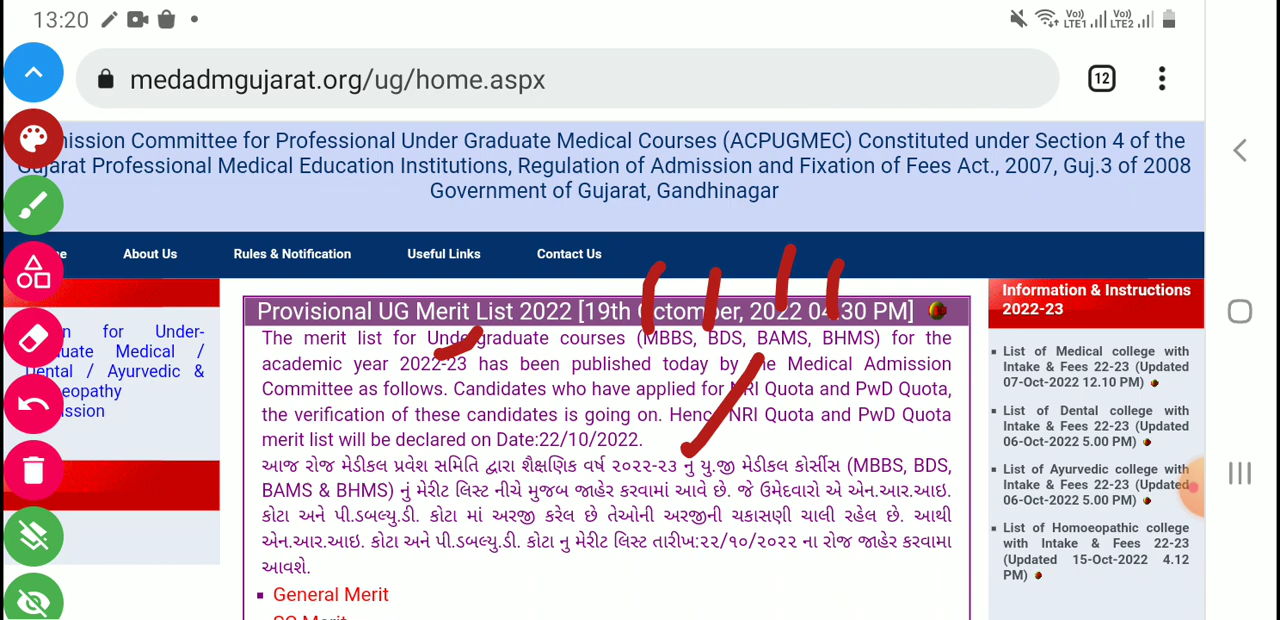 13:20
Vo)) LTE1 Vo)) LTE2
medadmgujarat.org/ug/home.aspx
12
mission Committee for Professional Under Graduate Medical Courses (ACPUGMEC) Constituted under Section 4 of the
Gujarat Professional Medical Education Institutions, Regulation of Admission and Fixation of Fees Act., 2007, Guj.3 of 2008
Government of Gujarat, Gandhinagar
About Us Rules & Notification Useful Links Contact Us
for Under-
Medical /
Dental / Ayurvedic &
Provisional UG Merit List 2022 [19th Octomber, 2022 04:30 PM]
The merit list for Undergraduate courses (MBBS, BDS, BAMS, BHMS) for the
academic year 2022-23 has been published today by the Medical Admission
Committee as follows. Candidates who have applied for NRI Quota and PwD Quota,
the verification of these candidates is going on. Hence NRI Quota and PwD Quota
merit list will be declared on Date:22/10/2022.
આજ રોજ મેડીકલ પ્રવેશ સમિતિ દ્વારા શૈક્ષણિક વર્ષ ૨૦૨૨-૨૩ નું યુ.જી મેડીકલ કોર્સીસ (MBBS, BDS,
BAMS & BHMS) નું મેરીટ લિસ્ટ નીચે મુજબ જાહેર કરવામાં આવે છે. જે ઉમેદવારો એ એન.આર.આઇ.
કોટા અને પી.ડબલ્યુ.ડી. કોટા માં અરજી કરેલ છે તેઓની અરજીની ચકાસણી ચાલી રહેલ છે. આથી
એન.આર.આઇ. કોટા અને પી.ડબલ્યુ.ડી. કોટા નુ મેરીટ લિસ્ટ તારીખ:૨૨/૧૦/૨૦૨૨ ના રોજ જાહેર કરવામા
આવશે.
General Merit
Information & Instructions
2022-23
List of Medical college with
Intake & Fees 22-23 (Updated
07-Oct-2022 12.10 PM)
List of Dental college with
Intake & Fees 22-23 (Updated
06-Oct-2022 5.00 PM)
List of Ayurvedic college with
Intake & Fees 22-23 (Updated
06-Oct-2022 5.00 PM)
List of Homoeopathic college
with Intake & Fees 22-23
(Updated 15-Oct-2022 4.12
PM)